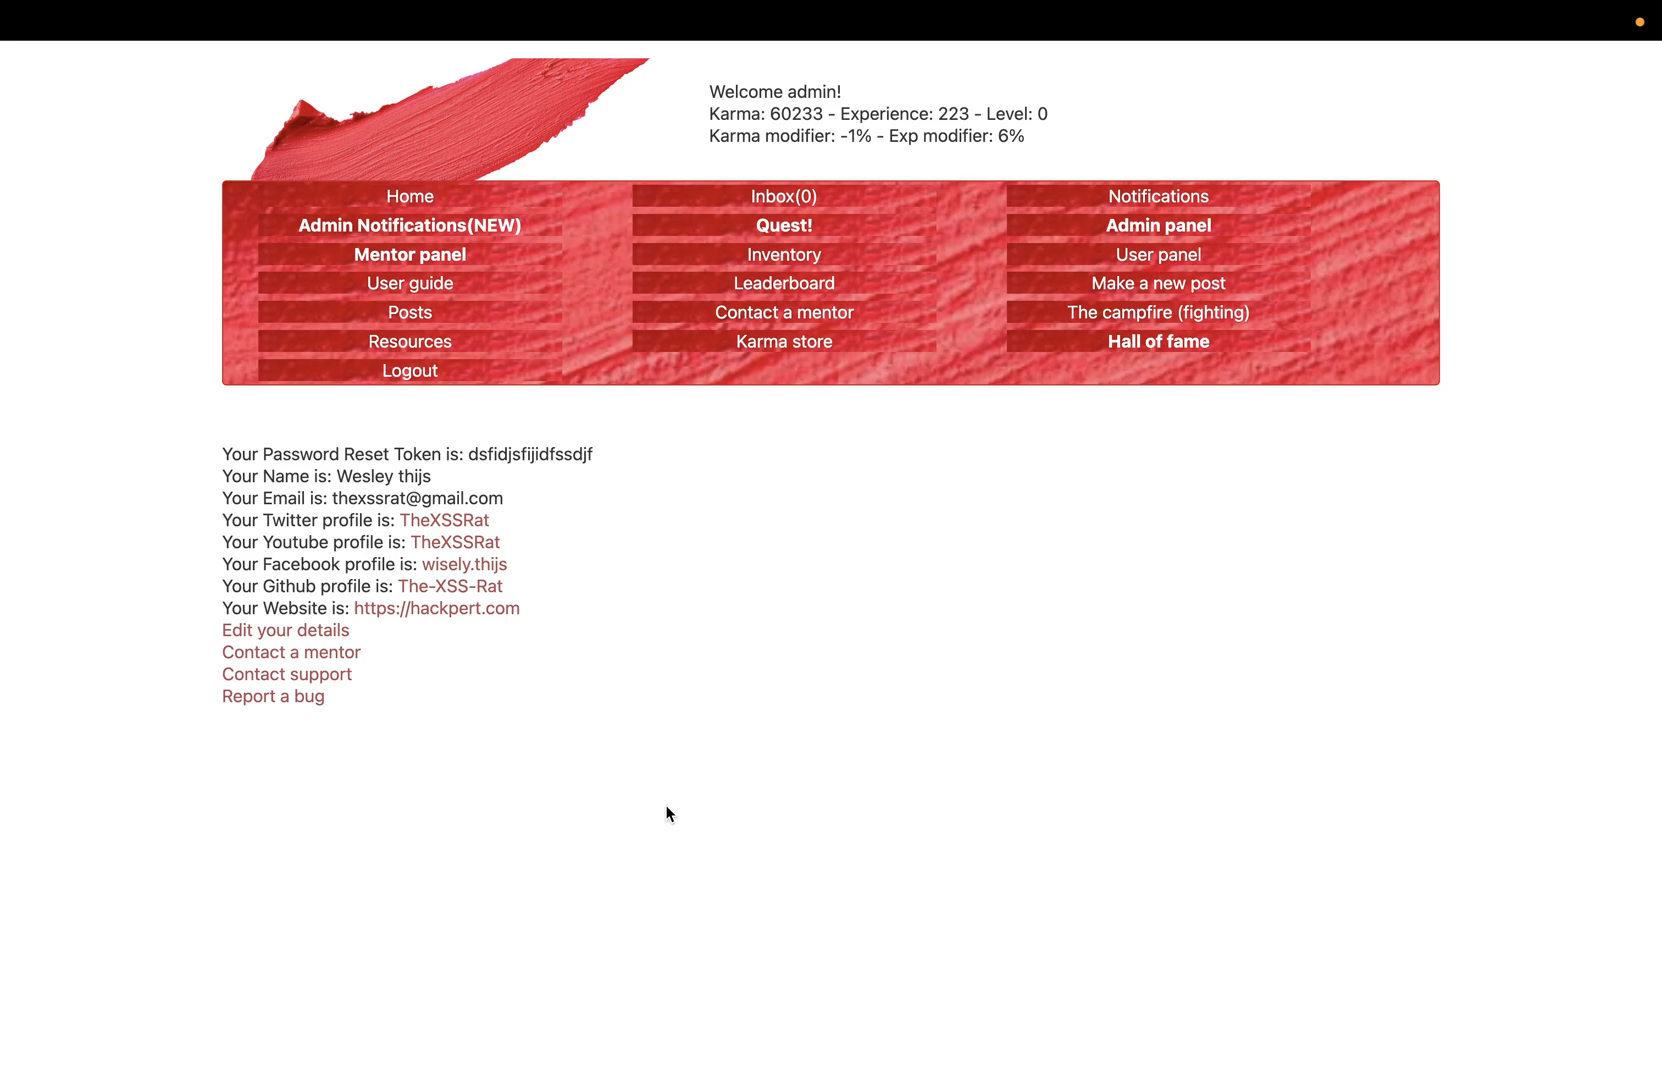 Welcome admin!
Karma: 60233 - Experience: 223 - Level: 0
Karma modifier: -1% - Exp modifier: 6%
Home
Inbox(0)
Notifications
Admin Notifications(NEW)
Quest!
Admin panel
Mentor panel
Inventory
User panel
User guide
Leaderboard
Make a new post
Posts
Contact a mentor
The campfire (fighting)
Resources
Karma store
Hall of fame
Logout
Your Password Reset Token is: dsfidjsfijidfssdjf
Your Name is: Wesley thijs
Your Email is: thexssrat@gmail.com
Your Twitter profile is: TheXSSRat
Your Youtube profile is: TheXSSRat
Your Facebook profile is: wisely.thijs
Your Github profile is: The-XSS-Rat
Your Website is: https://hackpert.com
Edit your details
Contact a mentor
Contact support
Report a bug